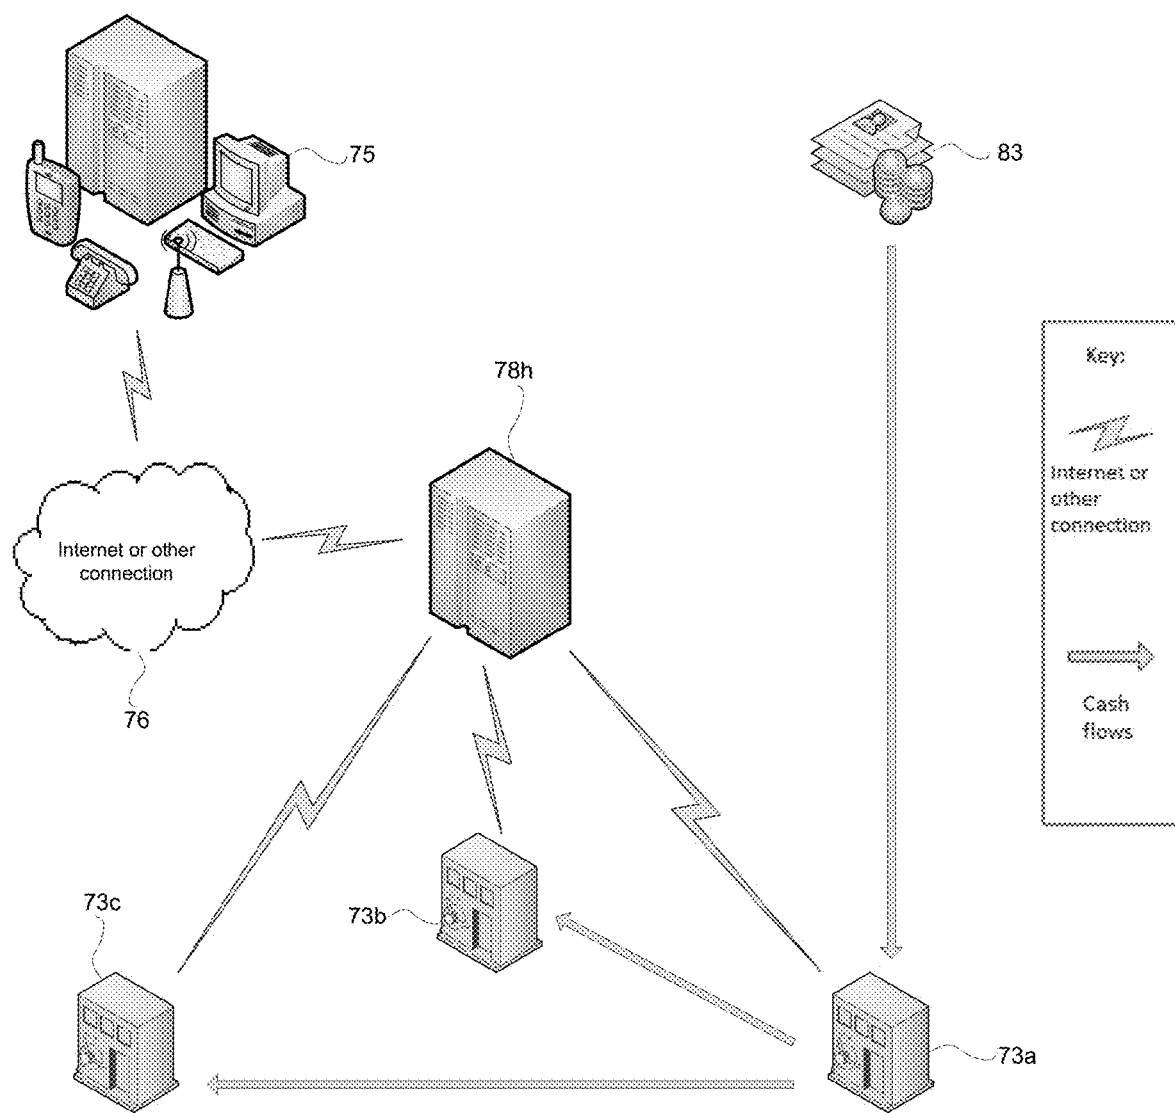 75
83
78h
Key:
Internet or
other
connection
Internet or other
connection
76
Cash
flows
73c
73b
73a